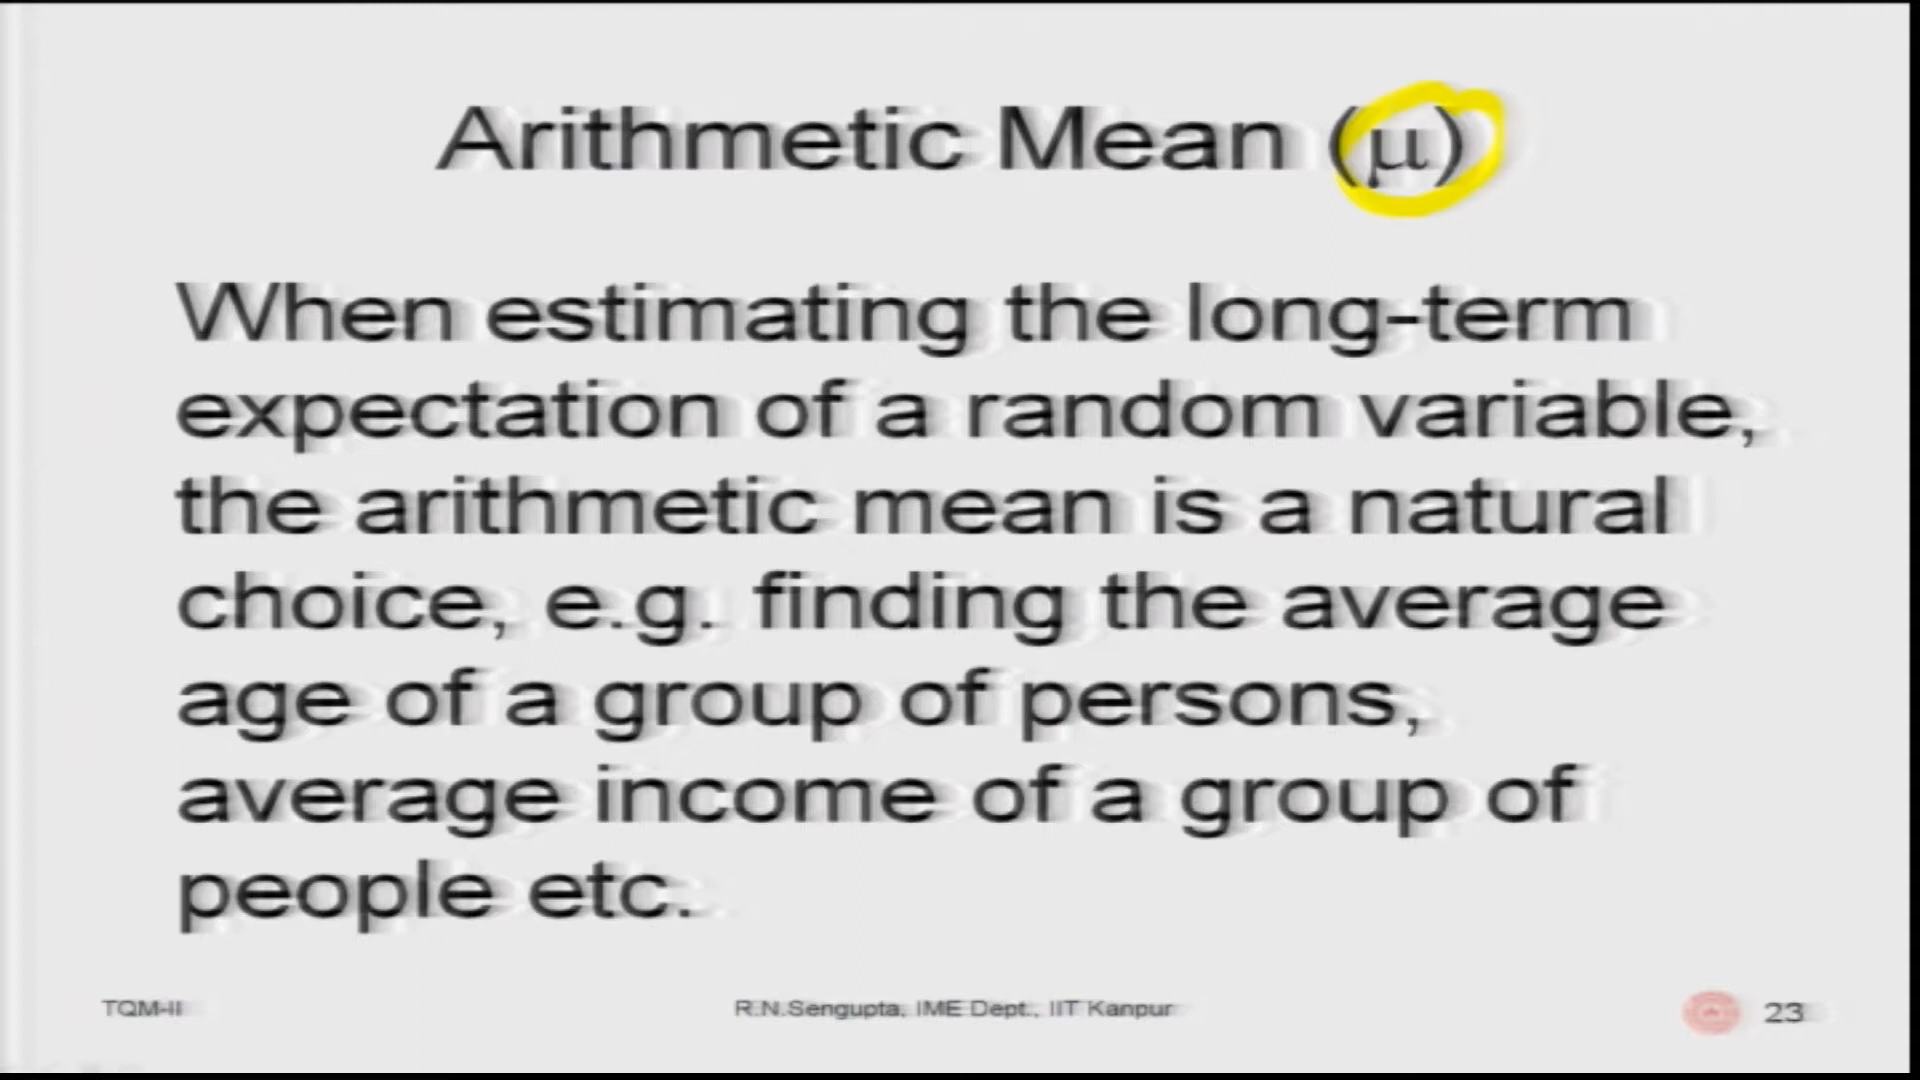 Arithmetic Mean (μ)
When estimating the long-term
expectation of a random variable,
the arithmetic mean is a natural
choice, e.g. finding the average
age of a group of persons,
average income of a group of
people etc.
TQM-II
R.N.Sengupta, IME Dept., IIT Kanpur
23